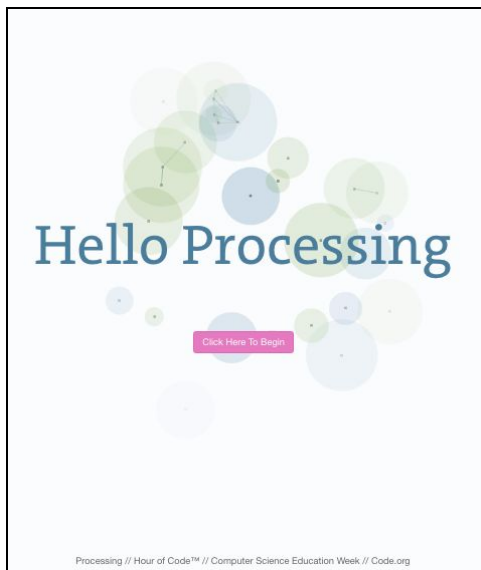 Hello Processing
Click Here To Begin
Processing // Hour of Code™ // Computer Science Education Week // Code.org